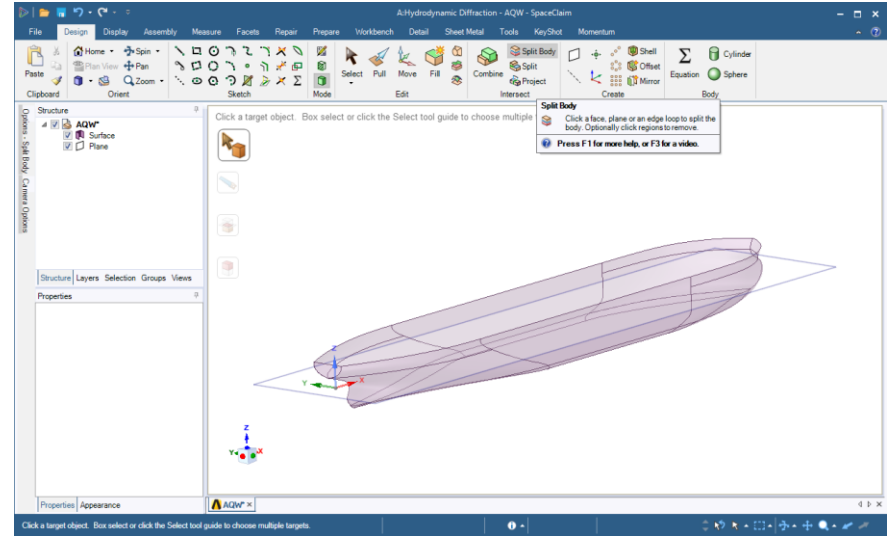 A:Hydrodynamic Diffraction - AQW - SpaceClaim
File Design Display Assembly Measure Facets Repair Prepare Workbench Detail Sheet Metal Tools KeyShot Momentum
Home Spin Split Body Shell Cylinder
Plan View Pan Split Offset
Paste Zoom Select Pull Move Fill Combine Project Mirror Equation Sphere
Clipboard Orient Sketch Mode Edit Intersect Create Body
Structure
AQW*
Surface
Plane
Options - Split Body
Camera Options
Click a target object. Box select or click the Select tool guide to choose multiple
Split Body
Click a face, plane or an edge loop to split the
body. Optionally click regions to remove.
Press F1 for more help, or F3 for a video.
Structure Layers Selection Groups Views
Properties
Z
Y X
Z
Y X
Properties Appearance
AQW*
Click a target object. Box select or click the Select tool guide to choose multiple targets.
0